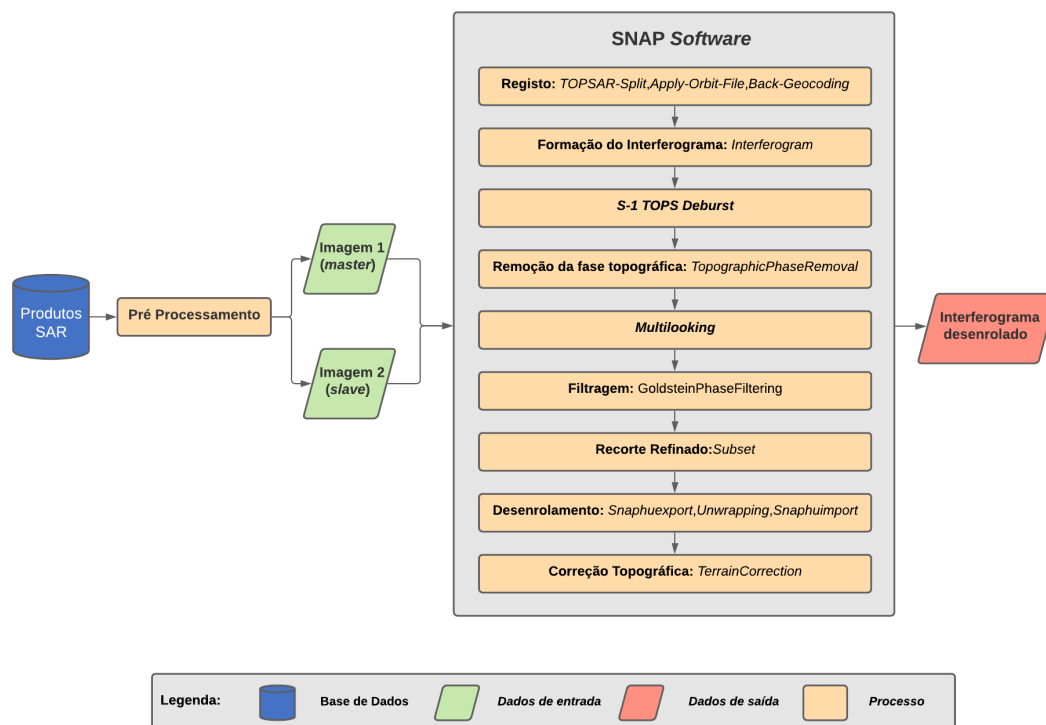 SNAP Software
Registo: TOPSAR-Split,Apply-Orbit-File,Back-Geocoding
Formação do Interferograma: Interferogram
S-1 TOPS Deburst
Remoção da fase topográfica: TopographicPhaseRemoval
Multilooking
Filtragem: GoldsteinPhaseFiltering
Recorte Refinado:Subset
Desenrolamento: Snaphuexport,Unwrapping,Snaphuimport
Correção Topográfica: TerrainCorrection
Produtos
SAR
Pré Processamento
Imagem 1
(master)
Imagem 2
(slave)
Interferograma
desenrolado
Legenda:
Base de Dados
Dados de entrada
Dados de saída
Processo